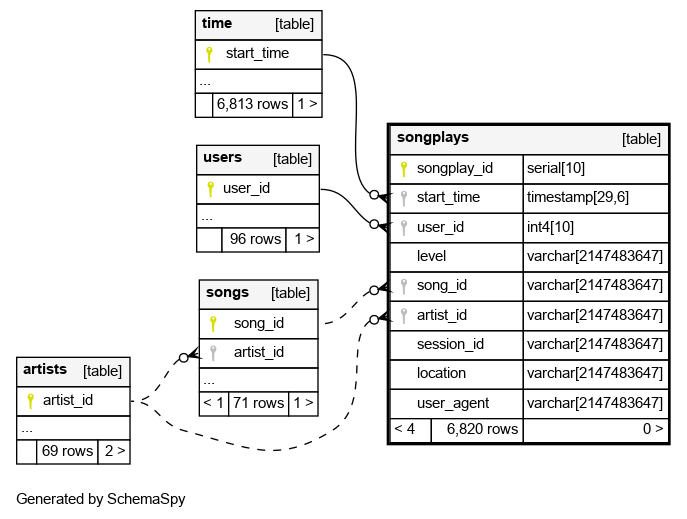 time [table]
start_time
...
6,813 rows 1 >
users [table]
user_id
...
96 rows 1 >
songs [table]
song_id
artist_id
...
< 1 71 rows 1 >
artists [table]
artist_id
...
69 rows 2 >
songplays [table]
songplay_id serial[10]
start_time timestamp[29,6]
user_id int4[10]
level varchar[2147483647]
song_id varchar[2147483647]
artist_id varchar[2147483647]
session_id varchar[2147483647]
location varchar[2147483647]
user_agent varchar[2147483647]
< 4 6,820 rows 0 >
Generated by SchemaSpy